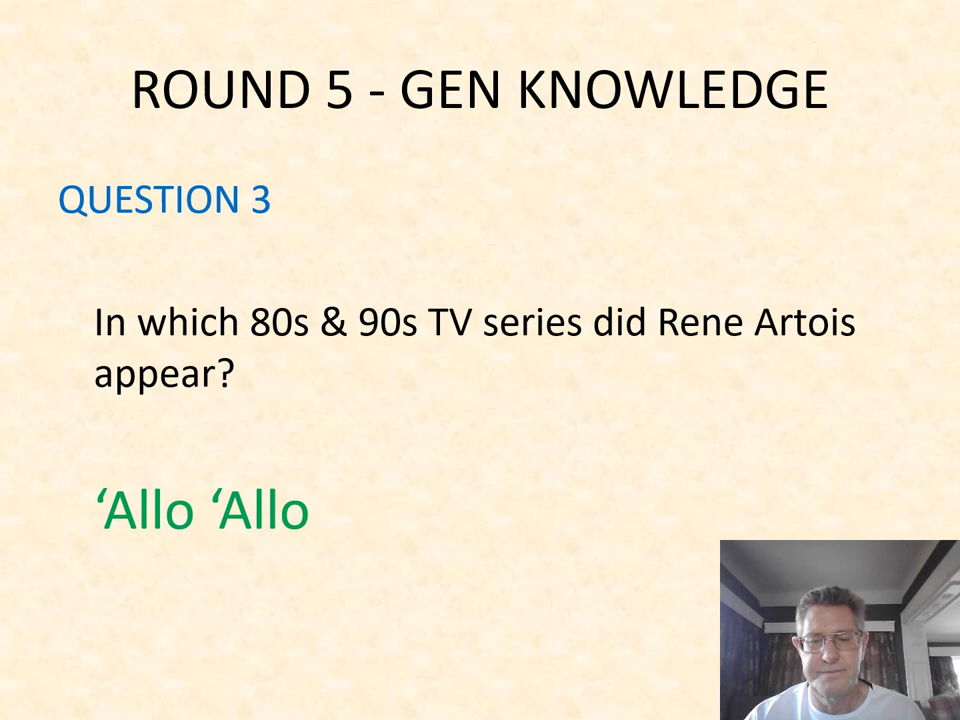 ROUND 5 - GEN KNOWLEDGE
QUESTION 3
In which 80s & 90s TV series did Rene Artois
appear?
‘Allo ‘Allo